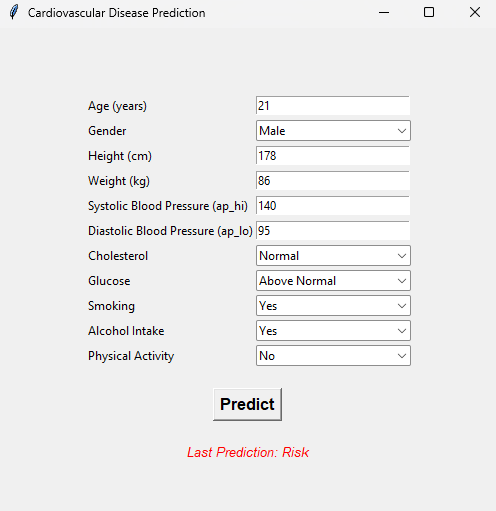 Cardiovascular Disease Prediction
Age (years) 21
Gender Male
Height (cm) 178
Weight (kg) 86
Systolic Blood Pressure (ap_hi) 140
Diastolic Blood Pressure (ap_lo) 95
Cholesterol Normal
Glucose Above Normal
Smoking Yes
Alcohol Intake Yes
Physical Activity No
Predict
Last Prediction: Risk